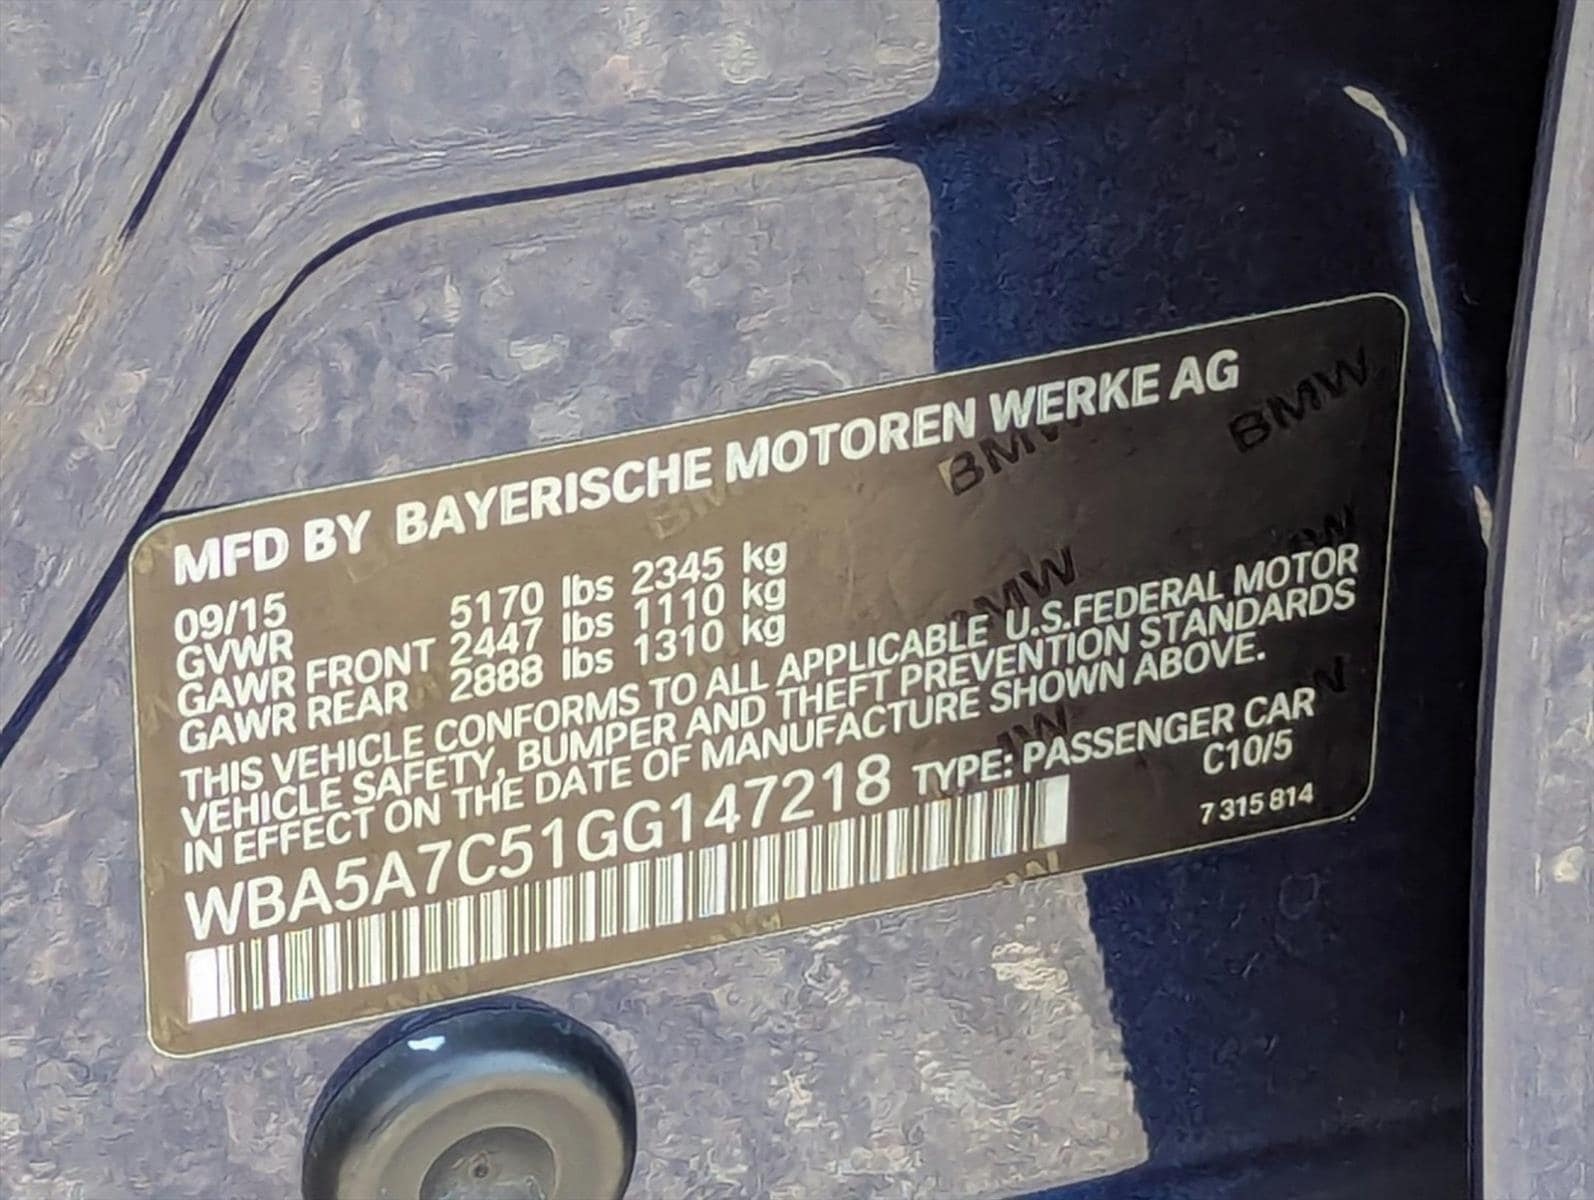 MFD BY BAYERISCHE MOTOREN WERKE AG
09/15
GVWR 5170 lbs 2345 kg
GAWR FRONT 2447 lbs 1110 kg
GAWR REAR 2888 lbs 1310 kg
THIS VEHICLE CONFORMS TO ALL APPLICABLE U.S.FEDERAL MOTOR
VEHICLE SAFETY, BUMPER AND THEFT PREVENTION STANDARDS
IN EFFECT ON THE DATE OF MANUFACTURE SHOWN ABOVE.
WBA5A7C51GG147218 TYPE: PASSENGER CAR
C10/5
7 315 814
BMW
BMW
BMW